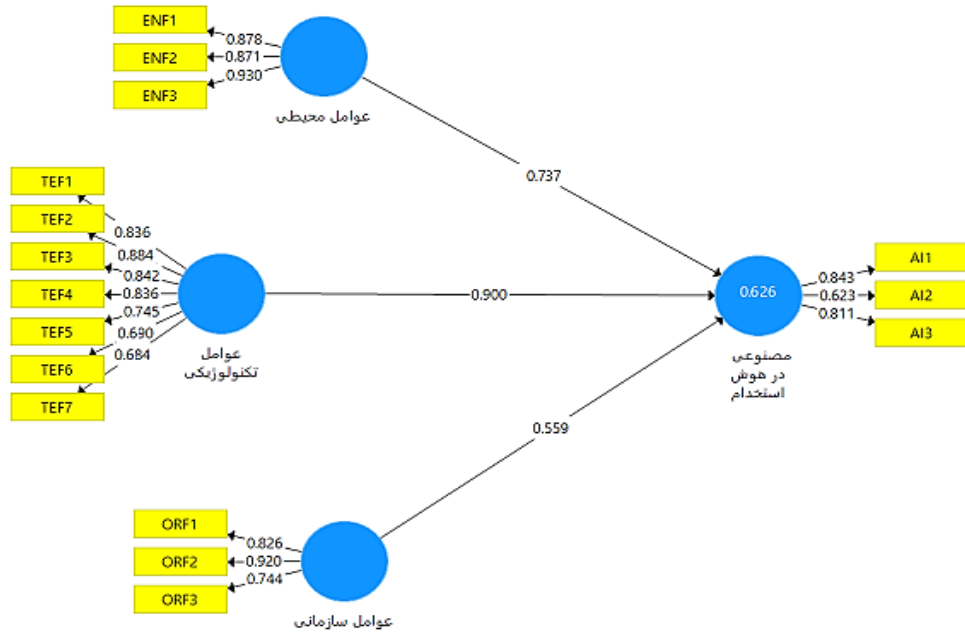 ENF1
ENF2
ENF3
0.878
0.871
0.930
عوامل محیطی
0.737
TEF1
TEF2
TEF3
TEF4
TEF5
TEF6
TEF7
0.836
0.884
0.842
0.836
0.745
0.690
0.684
عوامل
تکنولوژیکی
0.900
0.626
مصنوعی
در هوش
استخدام
0.843
0.623
0.811
AI1
AI2
AI3
0.559
ORF1
ORF2
ORF3
0.826
0.920
0.744
عوامل سازمانی